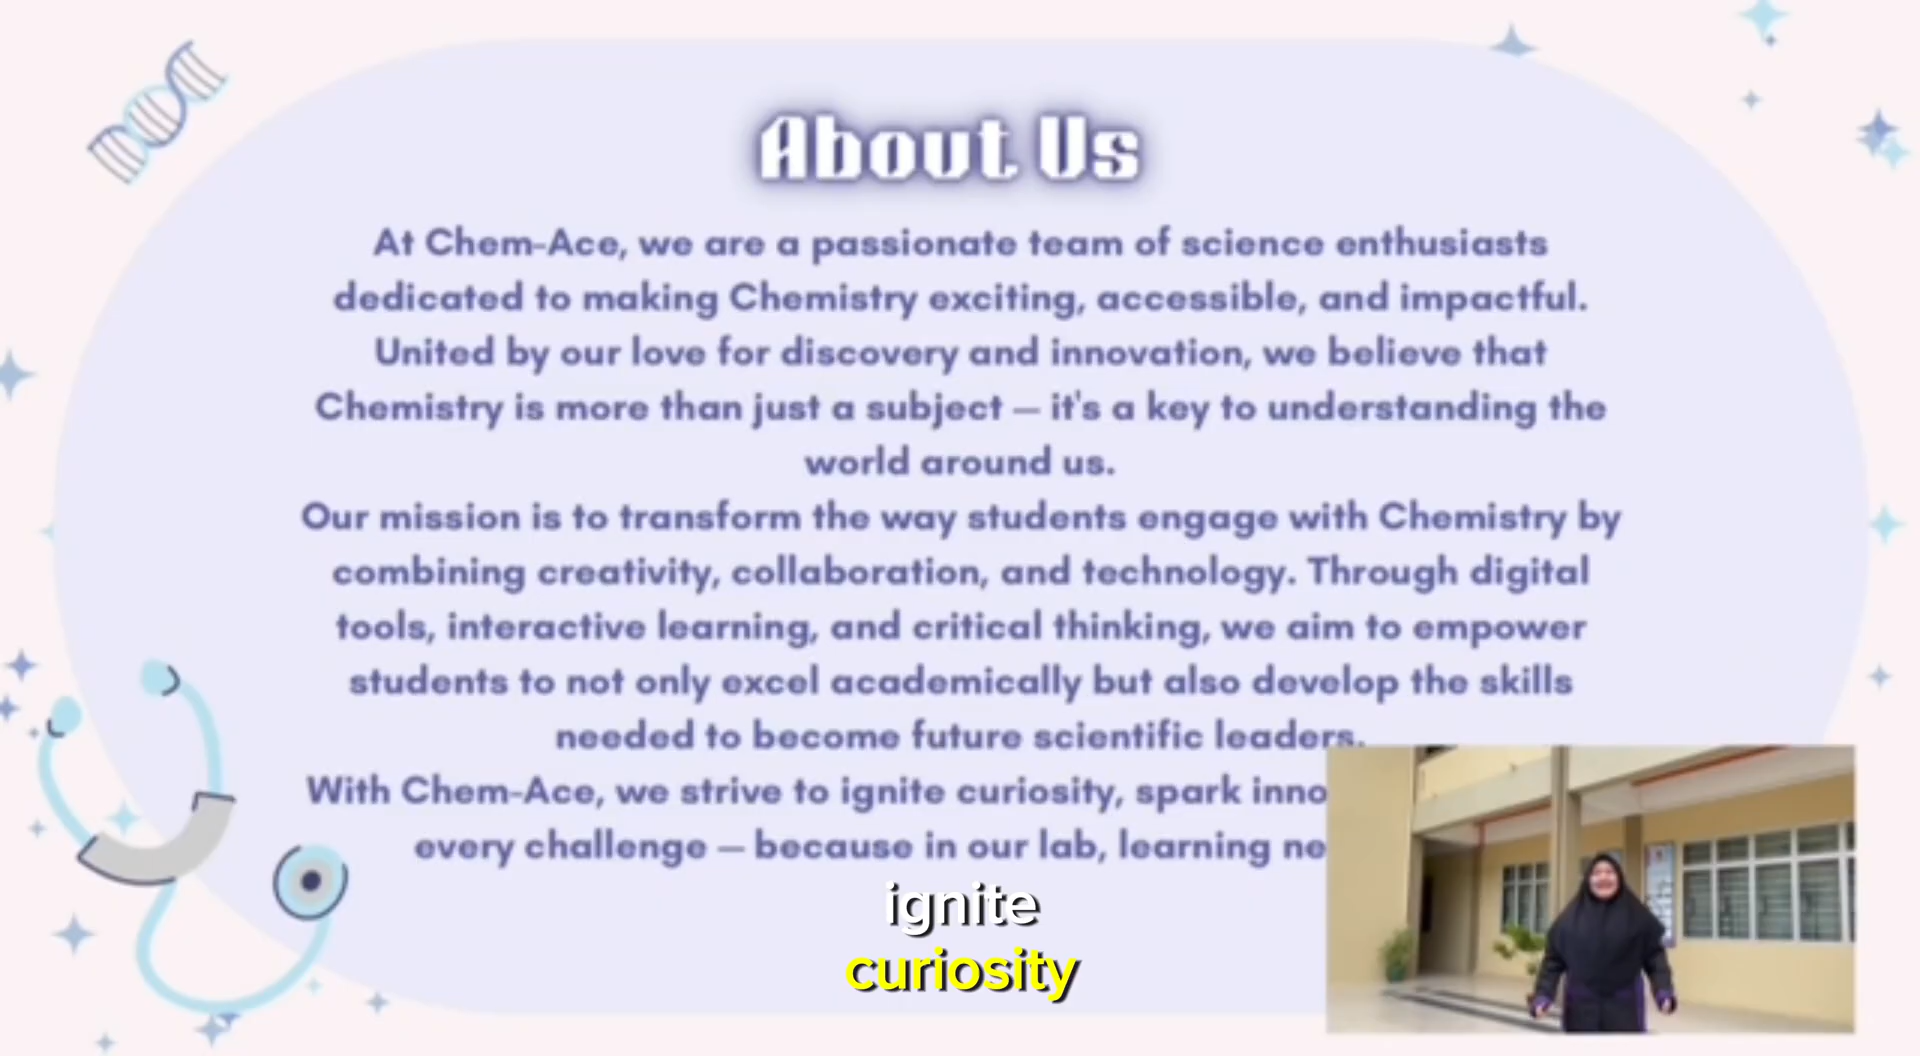 About Us
At Chem-Ace, we are a passionate team of science enthusiasts
dedicated to making Chemistry exciting, accessible, and impactful.
United by our love for discovery and innovation, we believe that
Chemistry is more than just a subject — it's a key to understanding the
world around us.
Our mission is to transform the way students engage with Chemistry by
combining creativity, collaboration, and technology. Through digital
tools, interactive learning, and critical thinking, we aim to empower
students to not only excel academically but also develop the skills
needed to become future scientific leaders.
With Chem-Ace, we strive to ignite curiosity, spark
every challenge — because in our lab, learning
ignite
curiosity